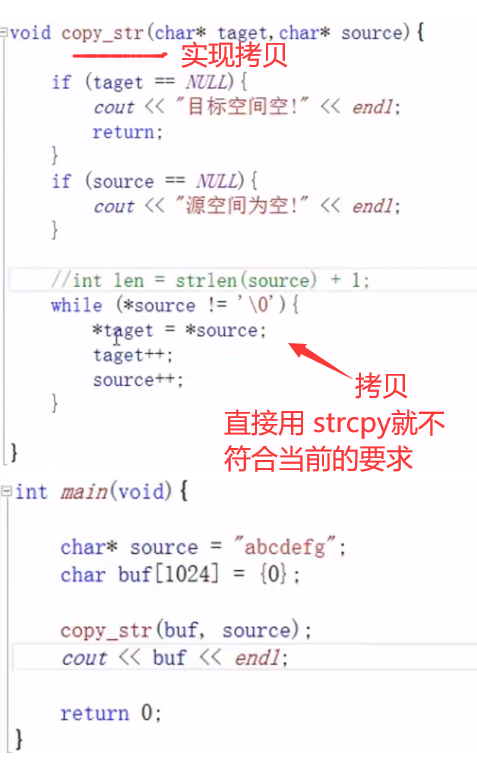 void copy_str(char* taget,char* source){
实现拷贝
if (taget == NULL){
cout << "目标空间空!" << endl;
return;
}
if (source == NULL){
cout << "源空间为空!" << endl;
}
//int len = strlen(source) + 1;
while (*source != '\0'){
*taget = *source;
taget++;
source++;
}
拷贝
直接用 strcpy就不
符合当前的要求
}
int main(void){
char* source = "abcdefg";
char buf[1024] = {0};
copy_str(buf, source);
cout << buf << endl;
return 0;
}